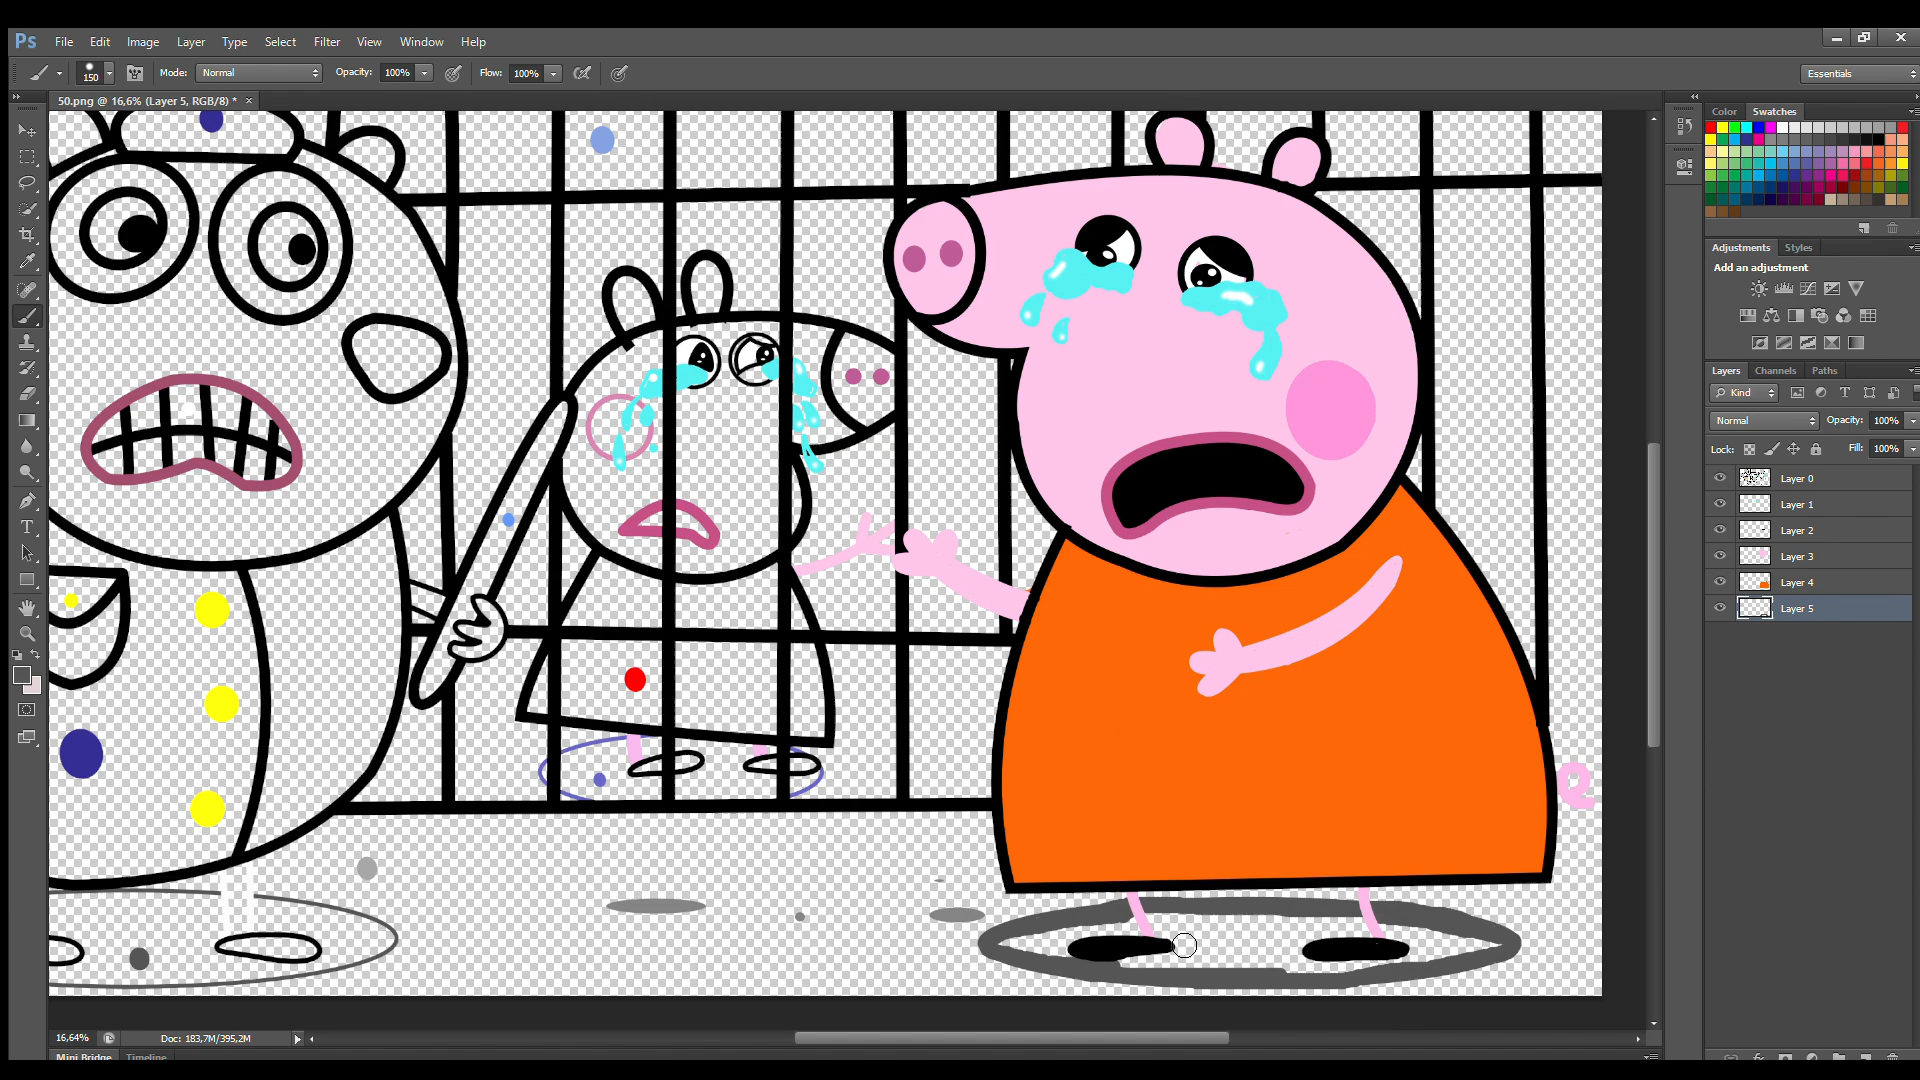 Ps File Edit Image Layer Type Select Filter View Window Help
150 Mode: Normal Opacity: 100% Flow: 100% Essentials
50.png @ 16,6% (Layer 5, RGB/8) * ×
Color Swatches
Adjustments Styles
Add an adjustment
Layers Channels Paths
Kind
Normal Opacity: 100%
Lock: Fill: 100%
Layer 0
Layer 1
Layer 2
Layer 3
Layer 4
Layer 5
16,64% Doc: 183,7M/395,2M
Mini Bridge Timeline